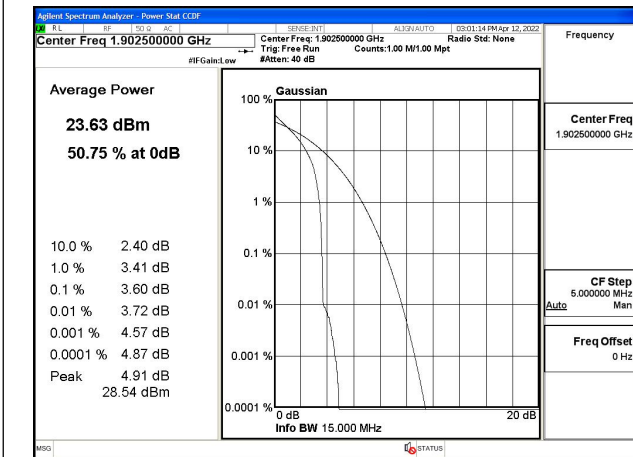 Agilent Spectrum Analyzer - Power Stat CCDF
RL RF 50 Ω AC SENSE:INT ALIGN AUTO 03:01:14 PM Apr 12, 2022
Center Freq 1.902500000 GHz
Center Freq: 1.902500000 GHz Radio Std: None
Trig: Free Run Counts:1.00 M/1.00 Mpt
#IFGain:Low #Atten: 40 dB
Frequency
Average Power
23.63 dBm
50.75 % at 0dB
10.0 % 2.40 dB
1.0 % 3.41 dB
0.1 % 3.60 dB
0.01 % 3.72 dB
0.001 % 4.57 dB
0.0001 % 4.87 dB
Peak 4.91 dB
28.54 dBm
Gaussian
100 %
10 %
1 %
0.1 %
0.01 %
0.001 %
0.0001 %
0 dB 20 dB
Info BW 15.000 MHz
Center Freq
1.902500000 GHz
CF Step
5.000000 MHz
Auto Man
Freq Offset
0 Hz
MSG STATUS